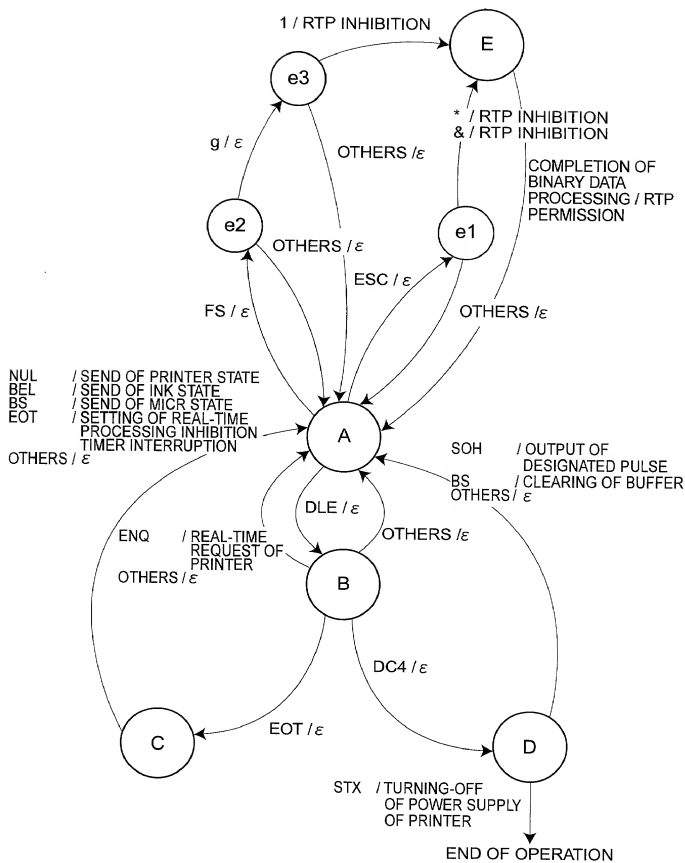 1 / RTP INHIBITION
E
e3
* / RTP INHIBITION
& / RTP INHIBITION
g / ε
OTHERS / ε
COMPLETION OF
BINARY DATA
PROCESSING / RTP
PERMISSION
e2
e1
OTHERS / ε
ESC / ε
FS / ε
OTHERS / ε
NUL / SEND OF PRINTER STATE
BEL / SEND OF INK STATE
BS / SEND OF MICR STATE
EOT / SETTING OF REAL-TIME
PROCESSING INHIBITION
TIMER INTERRUPTION
OTHERS / ε
A
SOH / OUTPUT OF
DESIGNATED PULSE
BS / CLEARING OF BUFFER
OTHERS / ε
DLE / ε
ENQ / REAL-TIME
REQUEST OF
PRINTER
OTHERS / ε
OTHERS / ε
B
DC4 / ε
EOT / ε
C
D
STX / TURNING-OFF
OF POWER SUPPLY
OF PRINTER
END OF OPERATION